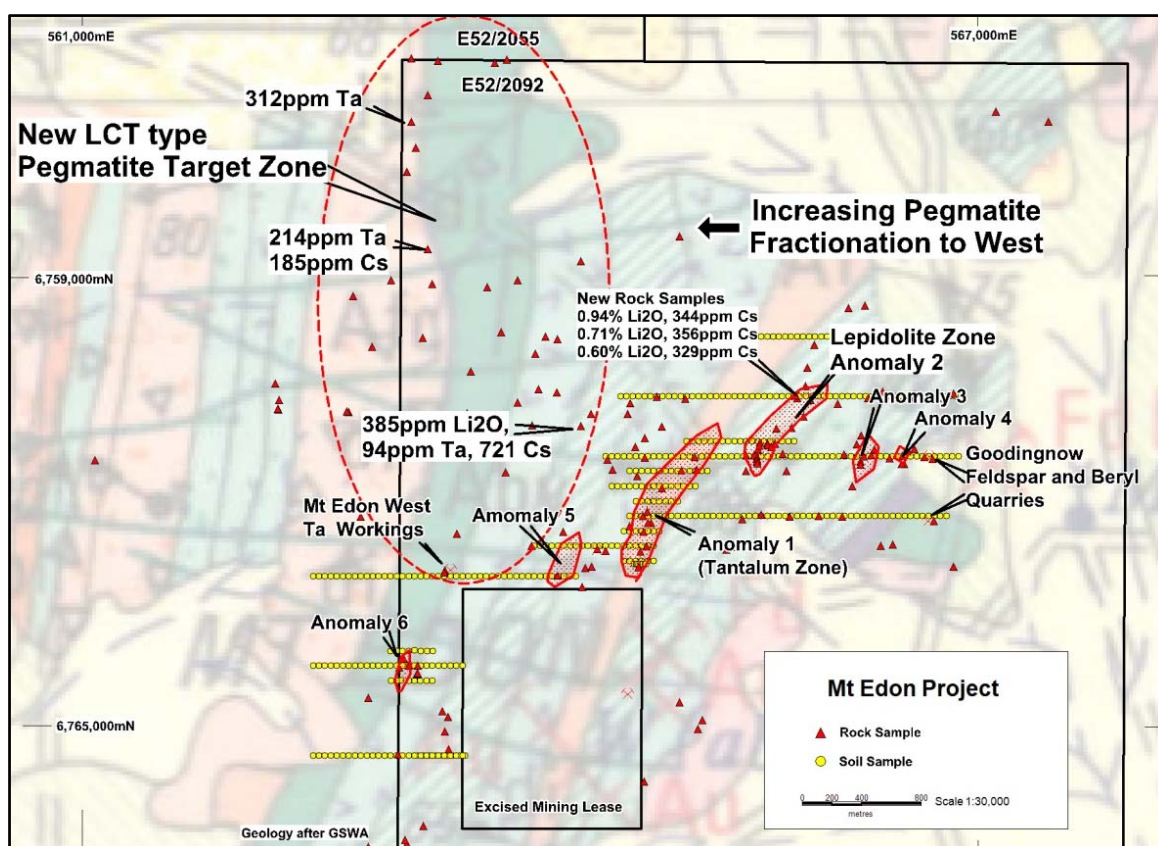 561,000mE
567,000mE
E52/2055
E52/2092
312ppm Ta
New LCT type
Pegmatite Target Zone
Increasing Pegmatite
Fractionation to West
214ppm Ta
185ppm Cs
6,759,000mN
New Rock Samples
0.94% Li2O, 344ppm Cs
0.71% Li2O, 356ppm Cs
0.60% Li2O, 329ppm Cs
Lepidolite Zone
Anomaly 2
Anomaly 3
Anomaly 4
385ppm Li2O,
94ppm Ta, 721 Cs
Goodingnow
Feldspar and Beryl
Quarries
Mt Edon West
Ta Workings
Amomaly 5
Anomaly 1
(Tantalum Zone)
Anomaly 6
6,765,000mN
Mt Edon Project
Rock Sample
Soil Sample
0 400 800
metres
Scale 1:30,000
Excised Mining Lease
Geology after GSWA